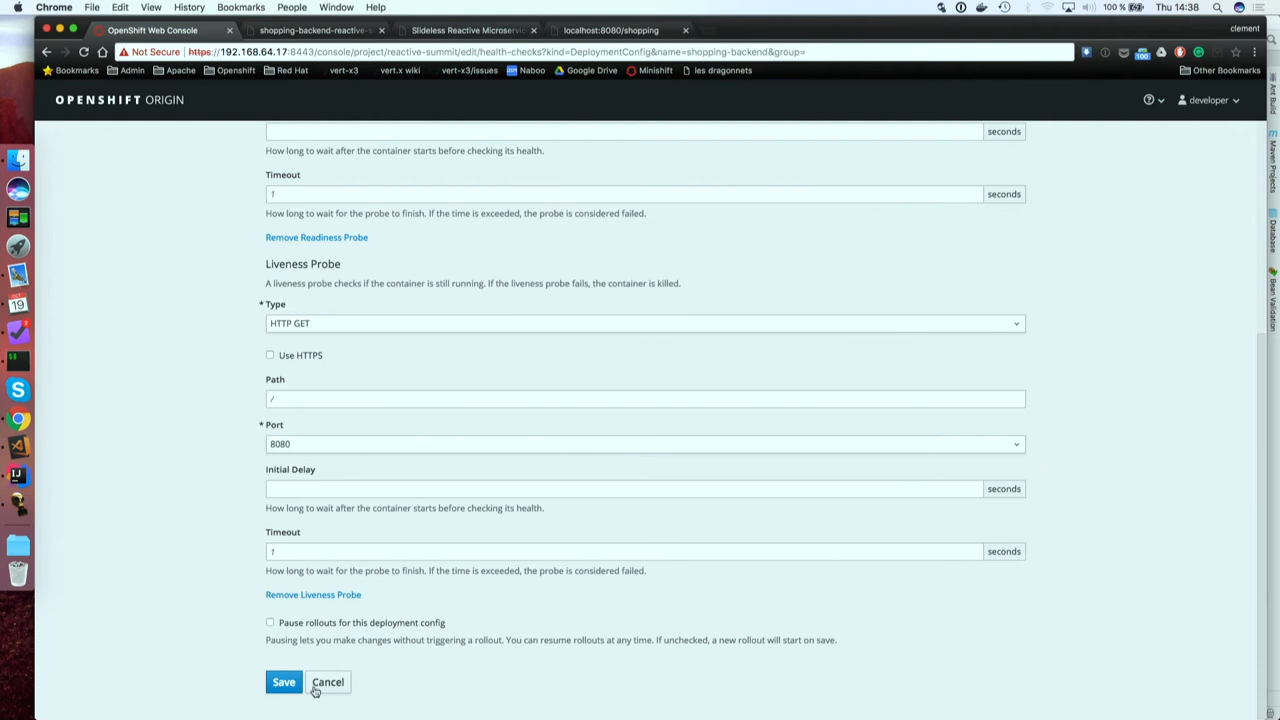 Chrome File Edit View History Bookmarks People Window Help
100 % Thu 14:38
OpenShift Web Console
shopping-backend-reactive-s
Slideless Reactive Microservic
localhost:8080/shopping
clement
Not Secure https://192.168.64.17:8443/console/project/reactive-summit/edit/health-checks?kind=DeploymentConfig&name=shopping-backend&group=
Bookmarks Admin Apache Openshift Red Hat vert-x3 vert.x wiki vert-x3/issues Naboo Google Drive Minishift les dragonnets Other Bookmarks
OPENSHIFT ORIGIN
developer
seconds
How long to wait after the container starts before checking its health.
Timeout
1
seconds
How long to wait for the probe to finish. If the time is exceeded, the probe is considered failed.
Remove Readiness Probe
Liveness Probe
A liveness probe checks if the container is still running. If the liveness probe fails, the container is killed.
* Type
HTTP GET
Use HTTPS
Path
/
* Port
8080
Initial Delay
seconds
How long to wait after the container starts before checking its health.
Timeout
1
seconds
How long to wait for the probe to finish. If the time is exceeded, the probe is considered failed.
Remove Liveness Probe
Pause rollouts for this deployment config
Pausing lets you make changes without triggering a rollout. You can resume rollouts at any time. If unchecked, a new rollout will start on save.
Save
Cancel
Ant Build
Maven Projects
Database
Bean Validation
19